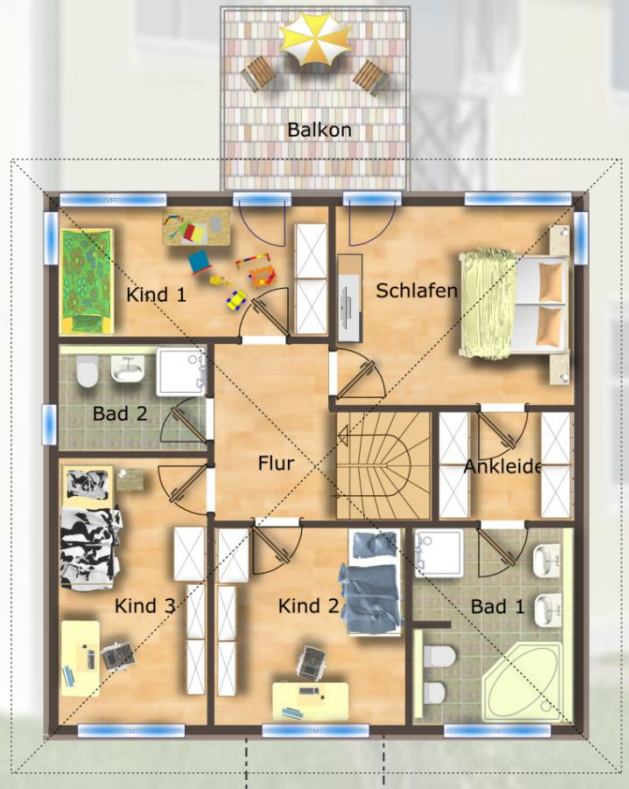 Balkon
Kind 1
Schlafen
Bad 2
Flur
Ankleide
Kind 3
Kind 2
Bad 1